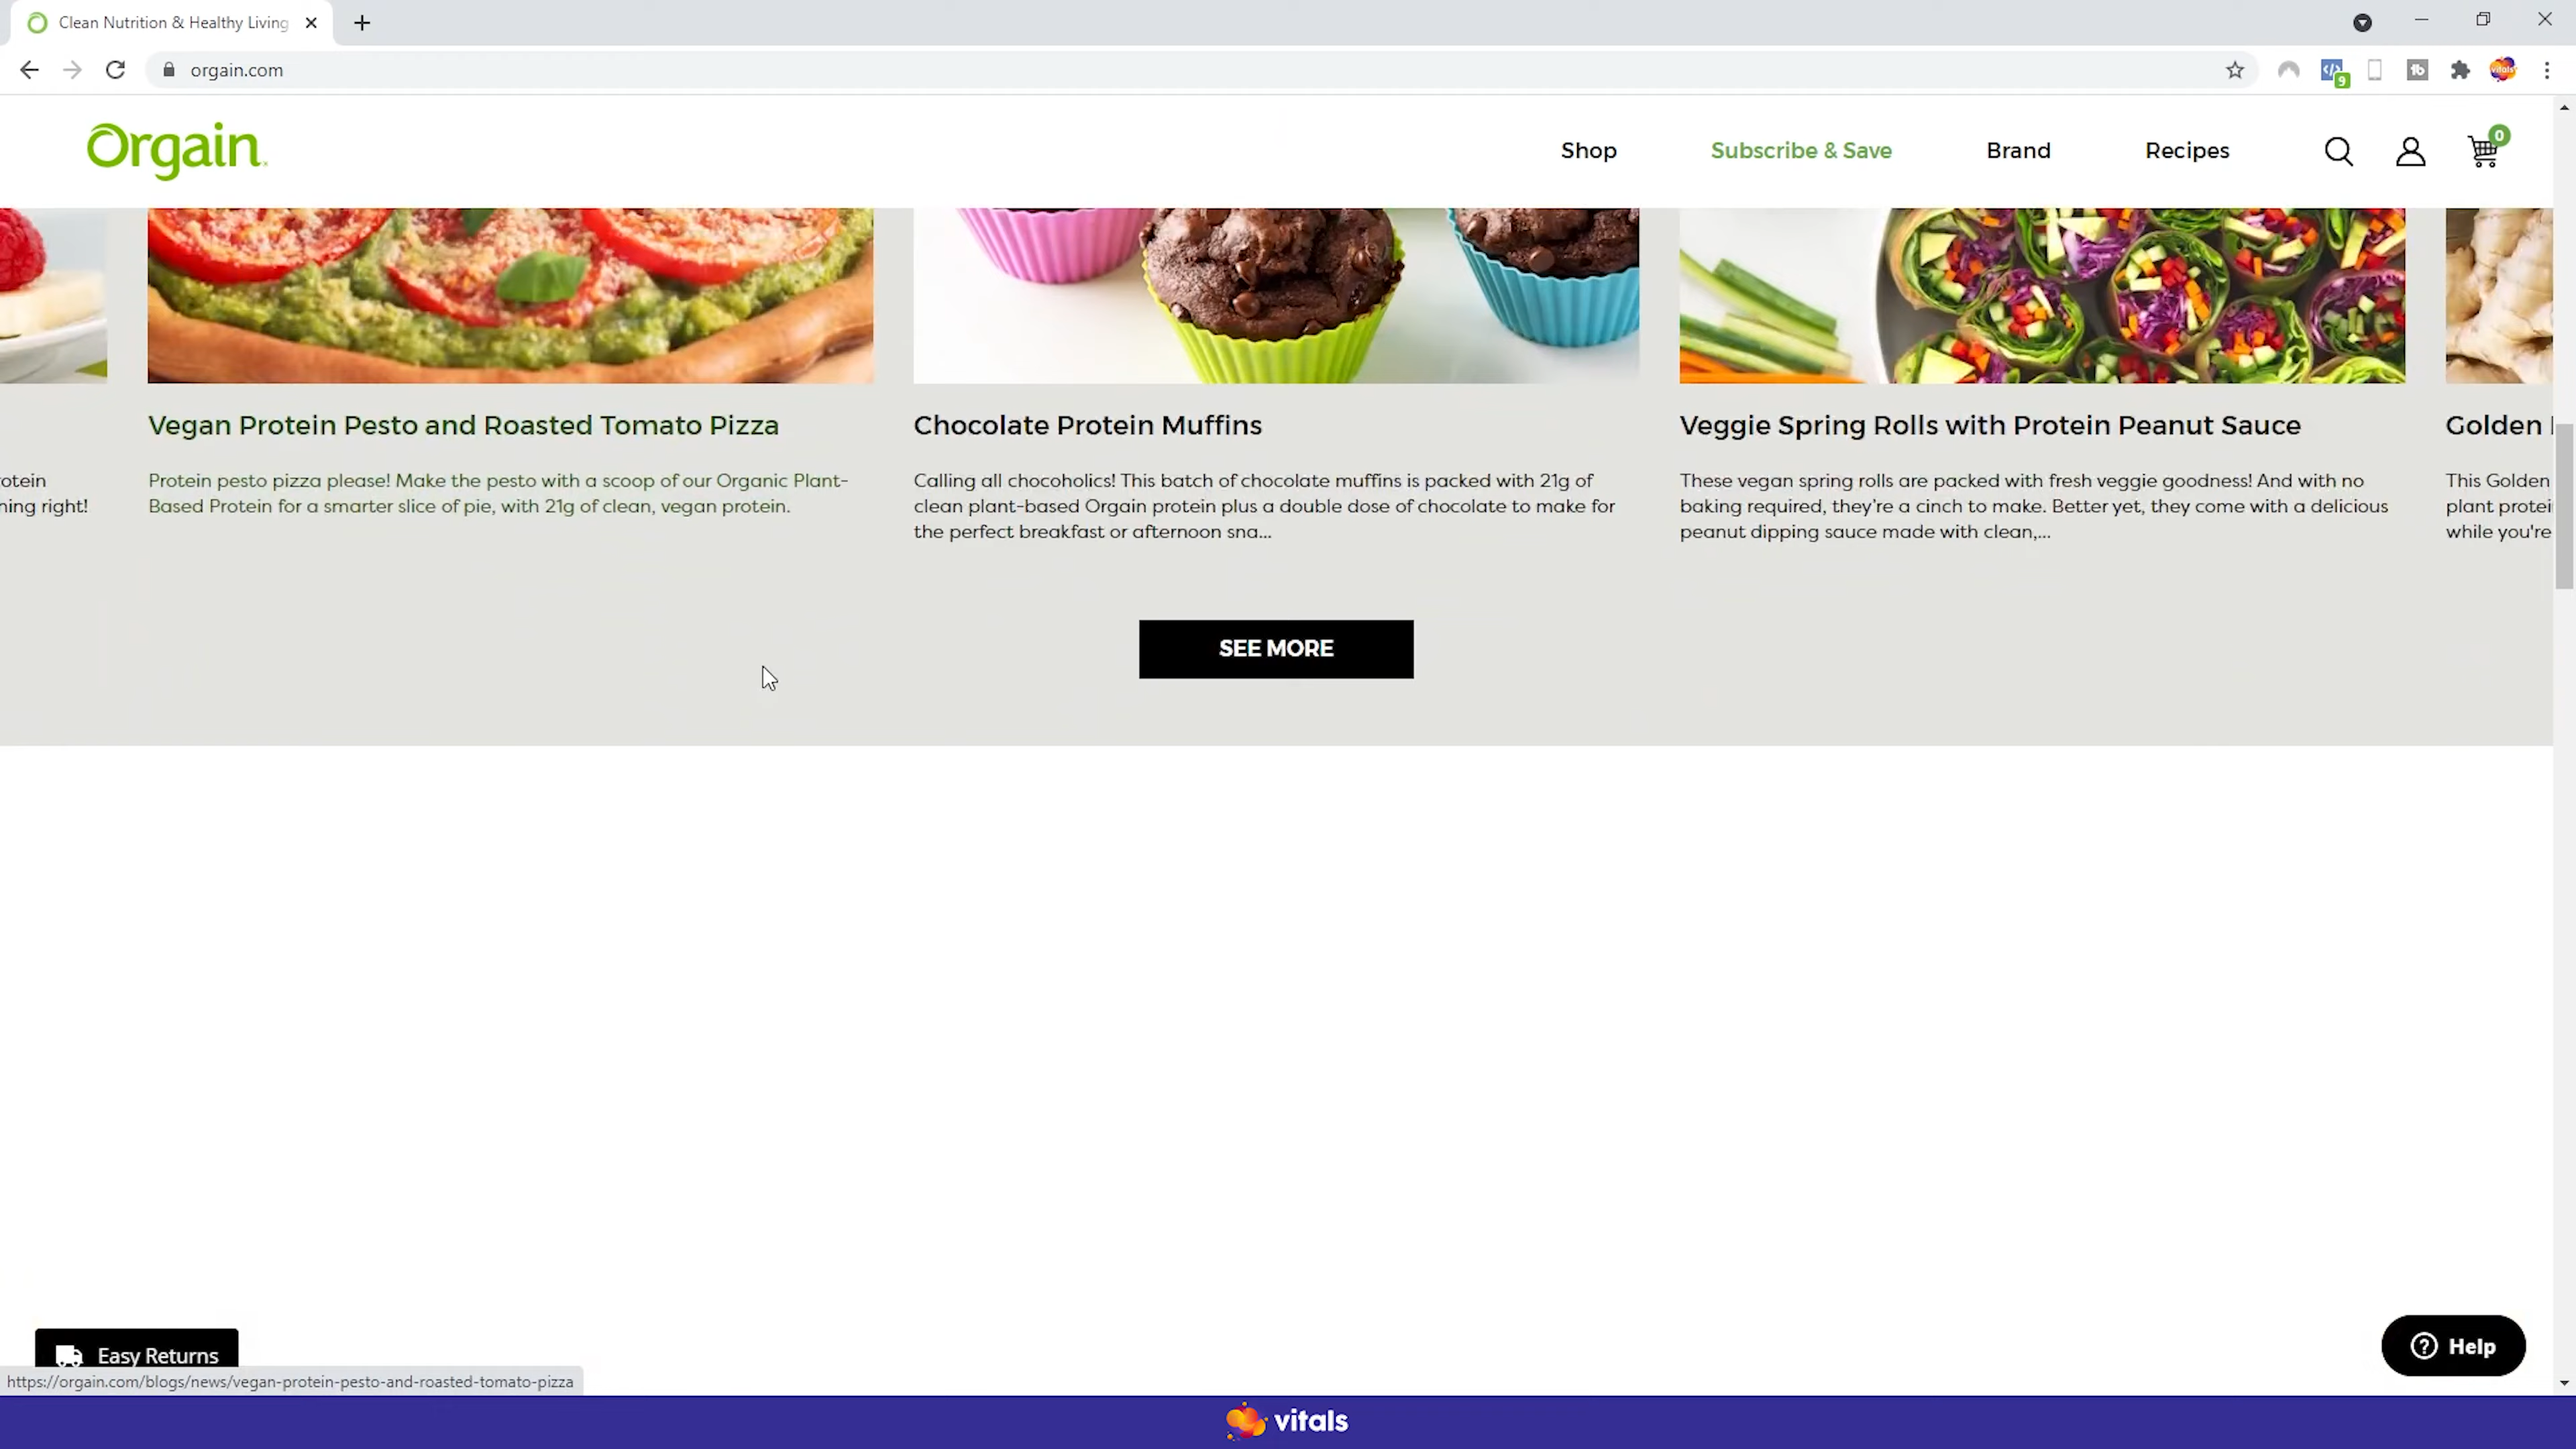 Clean Nutrition & Healthy Living
orgain.com
9
vitals
Orgain
Shop
Subscribe & Save
Brand
Recipes
0
Vegan Protein Pesto and Roasted Tomato Pizza
Chocolate Protein Muffins
Veggie Spring Rolls with Protein Peanut Sauce
Golden
otein
ning right!
Protein pesto pizza please! Make the pesto with a scoop of our Organic Plant-
Based Protein for a smarter slice of pie, with 21g of clean, vegan protein.
Calling all chocoholics! This batch of chocolate muffins is packed with 21g of
clean plant-based Orgain protein plus a double dose of chocolate to make for
the perfect breakfast or afternoon sna...
These vegan spring rolls are packed with fresh veggie goodness! And with no
baking required, they're a cinch to make. Better yet, they come with a delicious
peanut dipping sauce made with clean,...
This Golden
plant protei
while you're
SEE MORE
Easy Returns
Help
https://orgain.com/blogs/news/vegan-protein-pesto-and-roasted-tomato-pizza
vitals